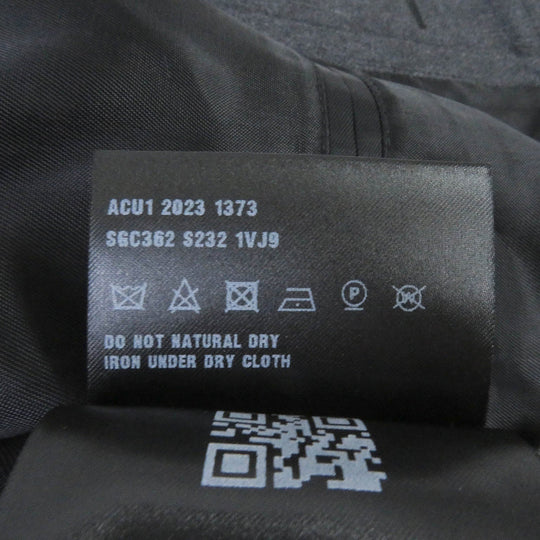 ACU1 2023 1373
SGC362 S232 1VJ9
P W
DO NOT NATURAL DRY
IRON UNDER DRY CLOTH